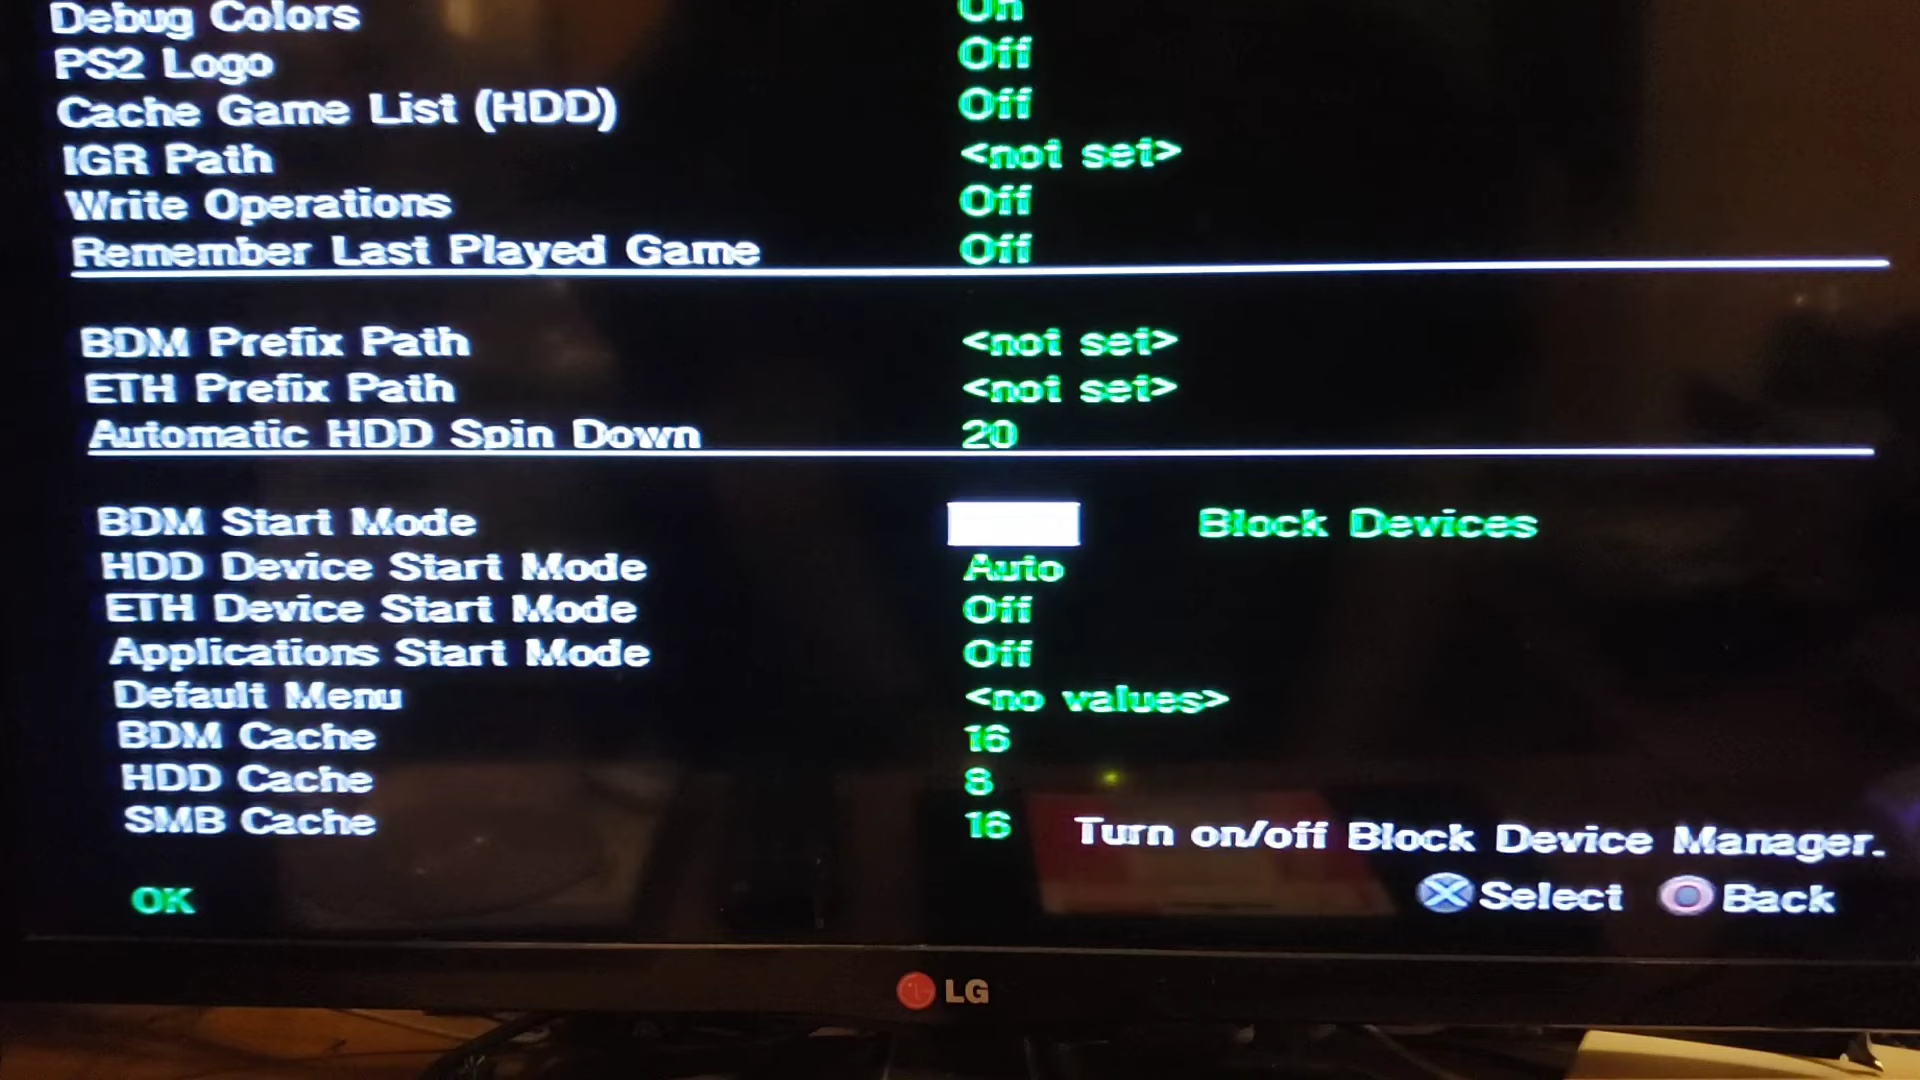 Debug Colors On
PS2 Logo Off
Cache Game List (HDD) Off
IGR Path <not set>
Write Operations Off
Remember Last Played Game Off
BDM Prefix Path <not set>
ETH Prefix Path <not set>
Automatic HDD Spin Down 20
BDM Start Mode Block Devices
HDD Device Start Mode Auto
ETH Device Start Mode Off
Applications Start Mode Off
Default Menu <no values>
BDM Cache 16
HDD Cache 8
SMB Cache 16
Turn on/off Block Device Manager.
OK Select Back
LG